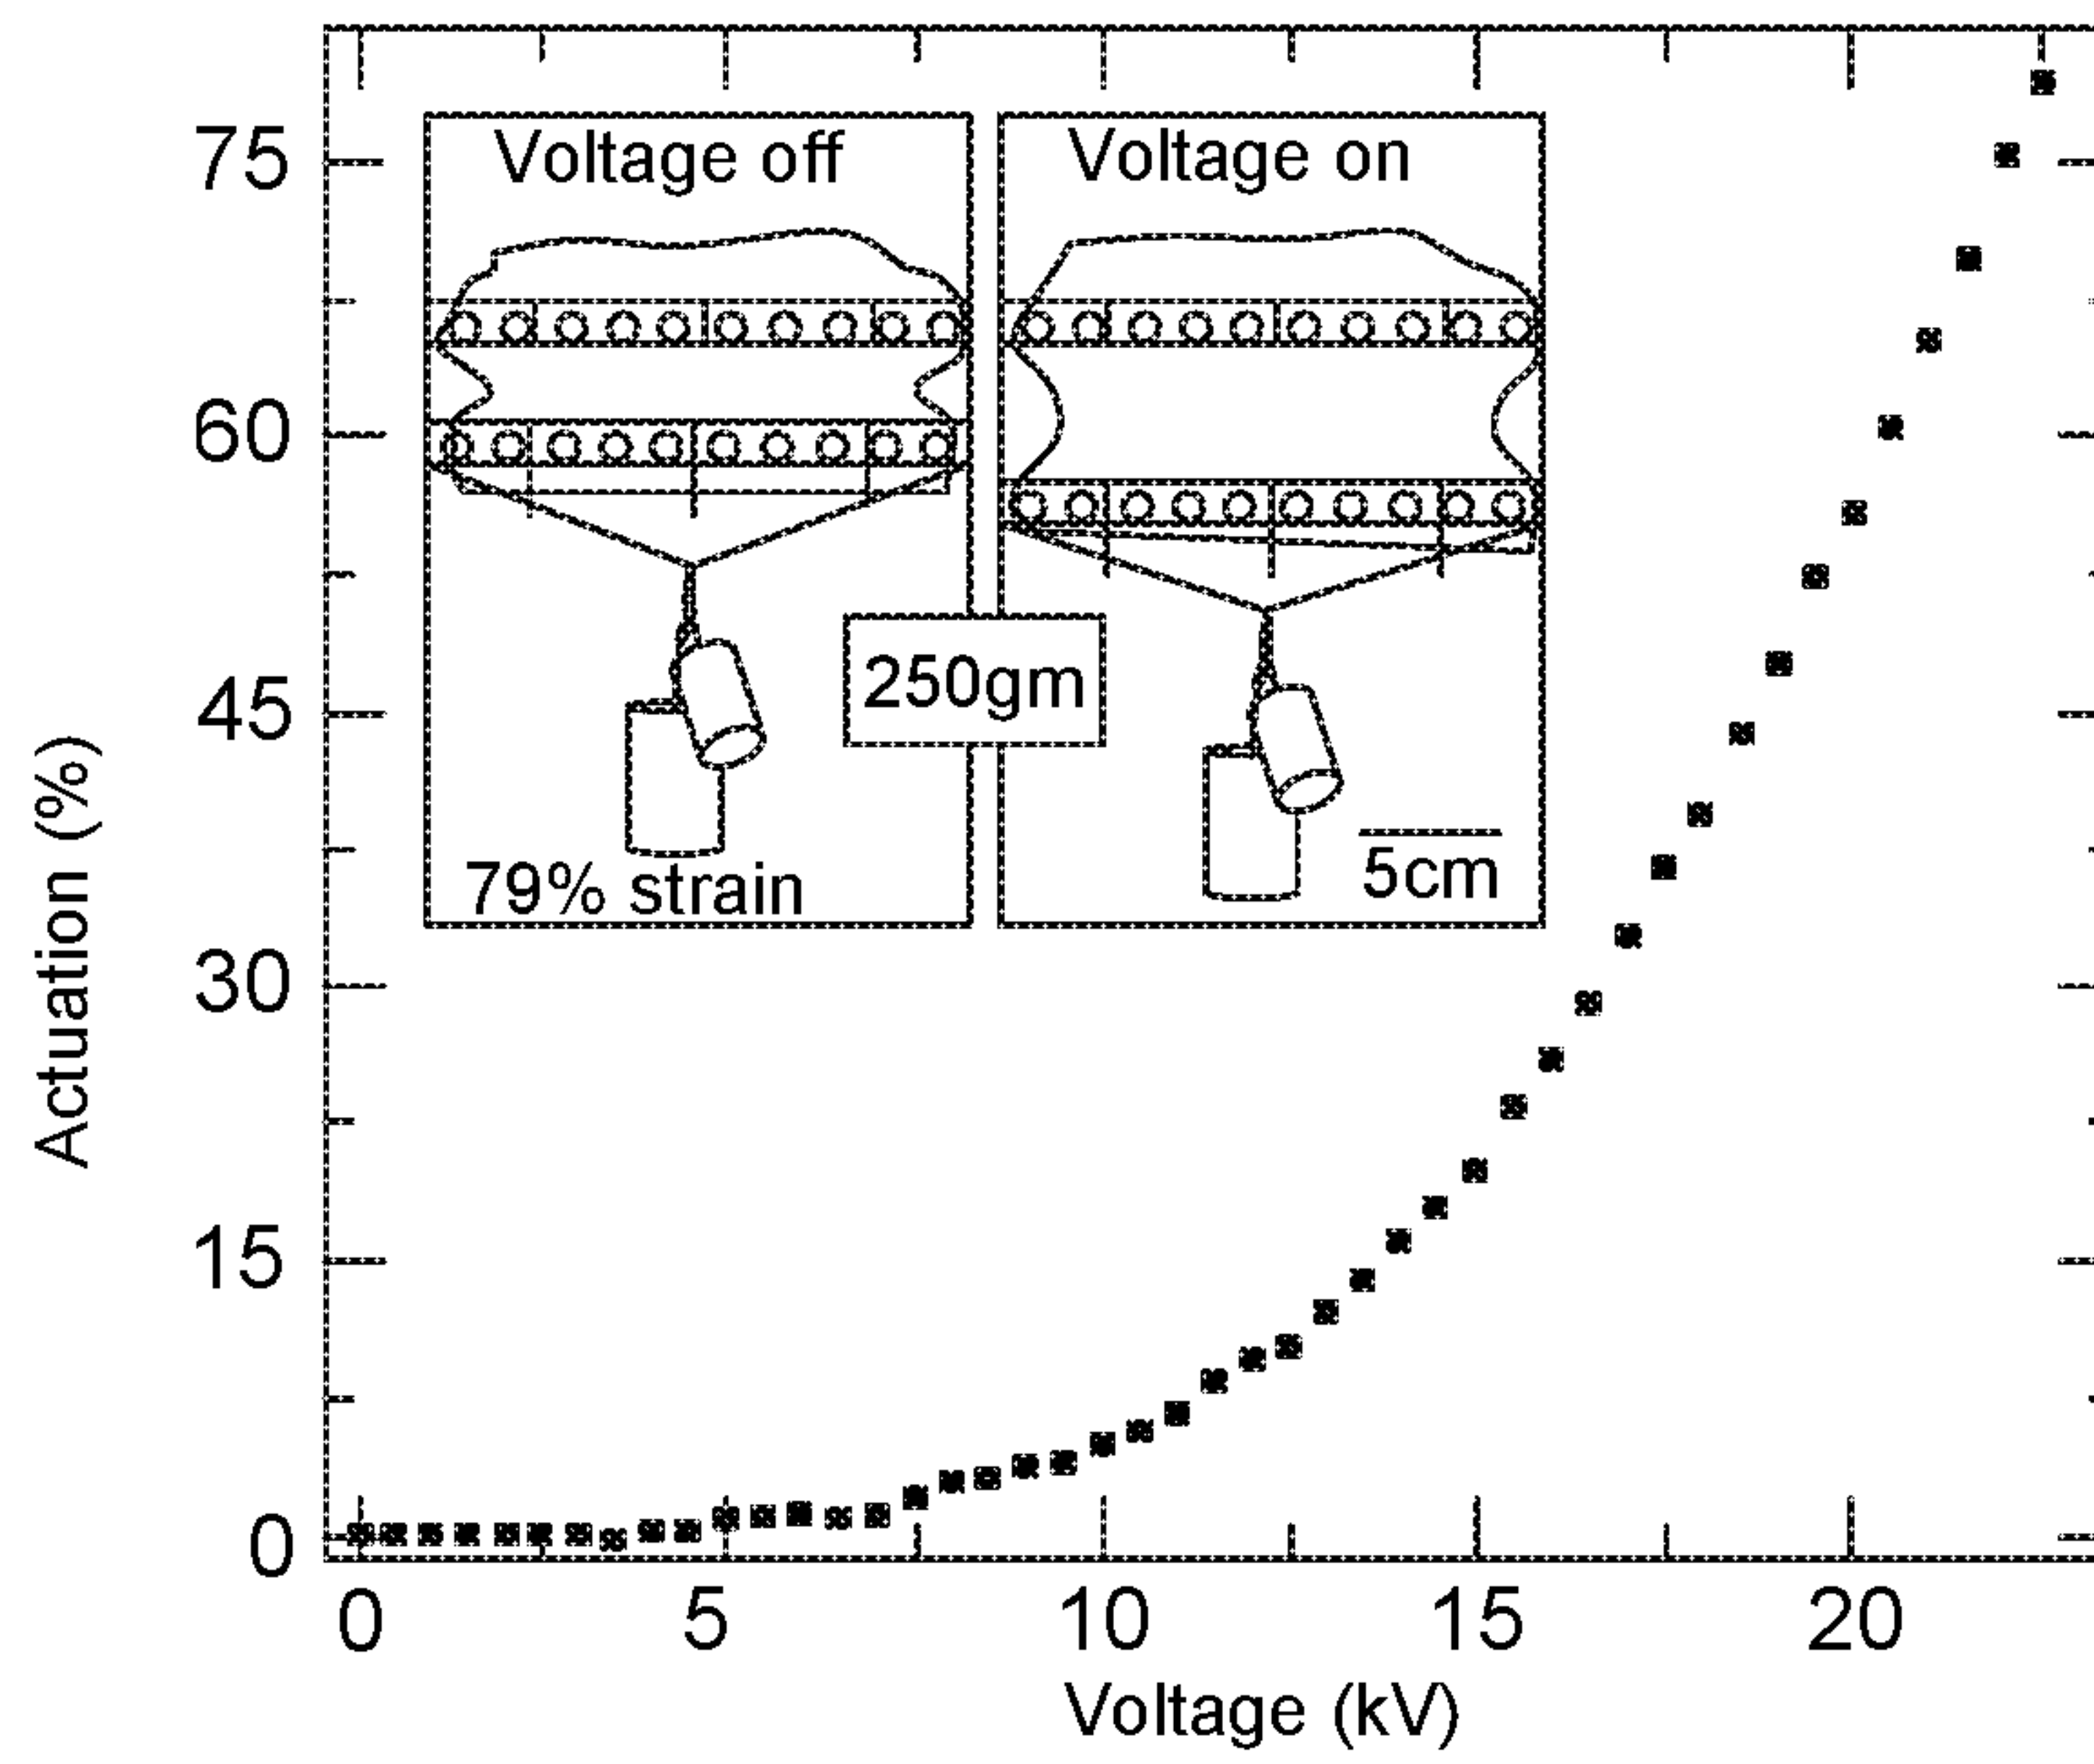 Voltage off
Voltage on
250gm
79% strain
5cm
Actuation (%)
75
60
45
30
15
0
0 5 10 15 20
Voltage (kV)